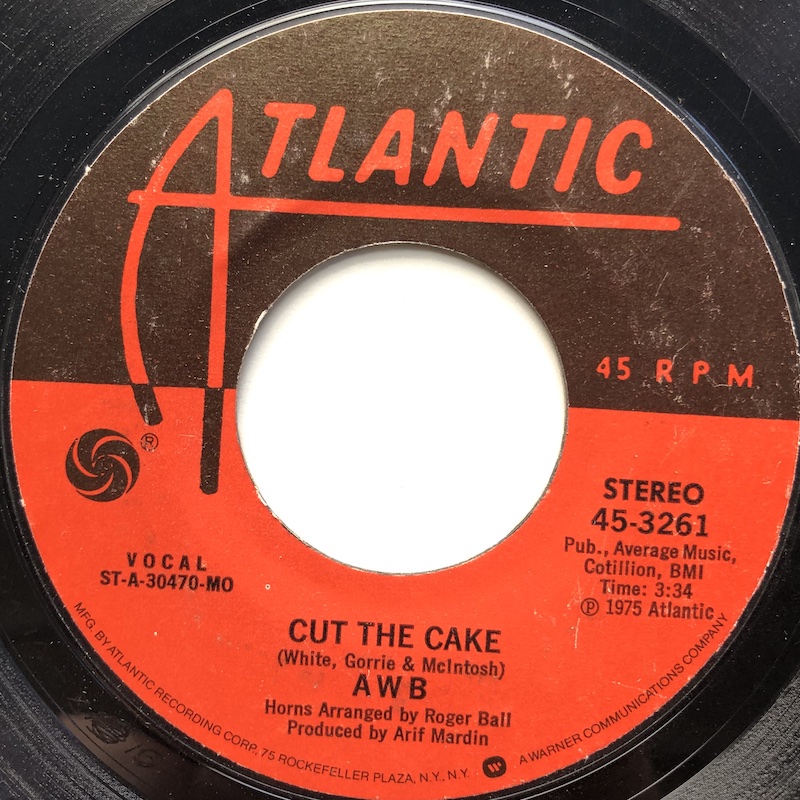 ATLANTIC
45 RPM
®
STEREO
45-3261
Pub., Average Music,
Cotillion, BMI
Time: 3:34
℗ 1975 Atlantic
VOCAL
ST-A-30470-MO
CUT THE CAKE
(White, Gorrie & McIntosh)
AWB
Horns Arranged by Roger Ball
Produced by Arif Mardin
MFG. BY ATLANTIC RECORDING CORP., 75 ROCKEFELLER PLAZA, N.Y., N.Y. A WARNER COMMUNICATIONS COMPANY